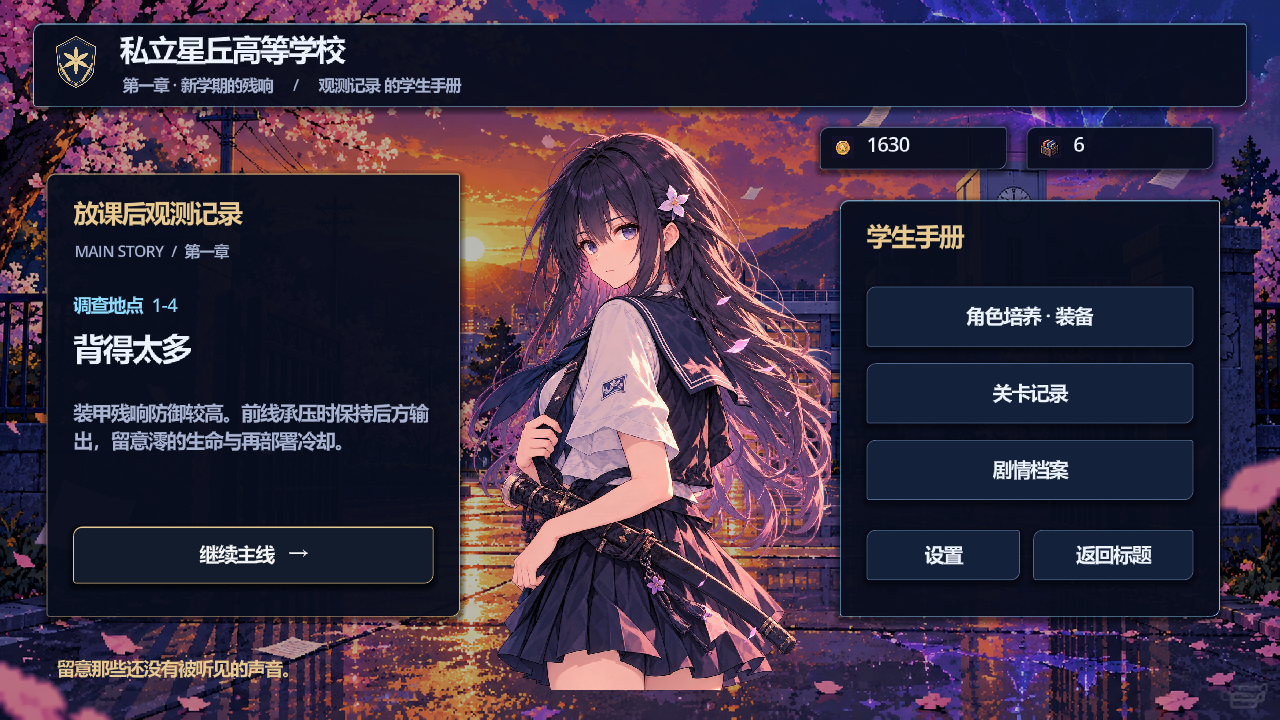 私立星丘高等学校
第一章 · 新学期的残响 / 观测记录 的学生手册
1630
6
放课后观测记录
MAIN STORY / 第一章
调查地点 1-4
背得太多
装甲残响防御较高。前线承压时保持后方输
出，留意澪的生命与再部署冷却。
继续主线 →
学生手册
角色培养 · 装备
关卡记录
剧情档案
设置
返回标题
留意那些还没有被听见的声音。